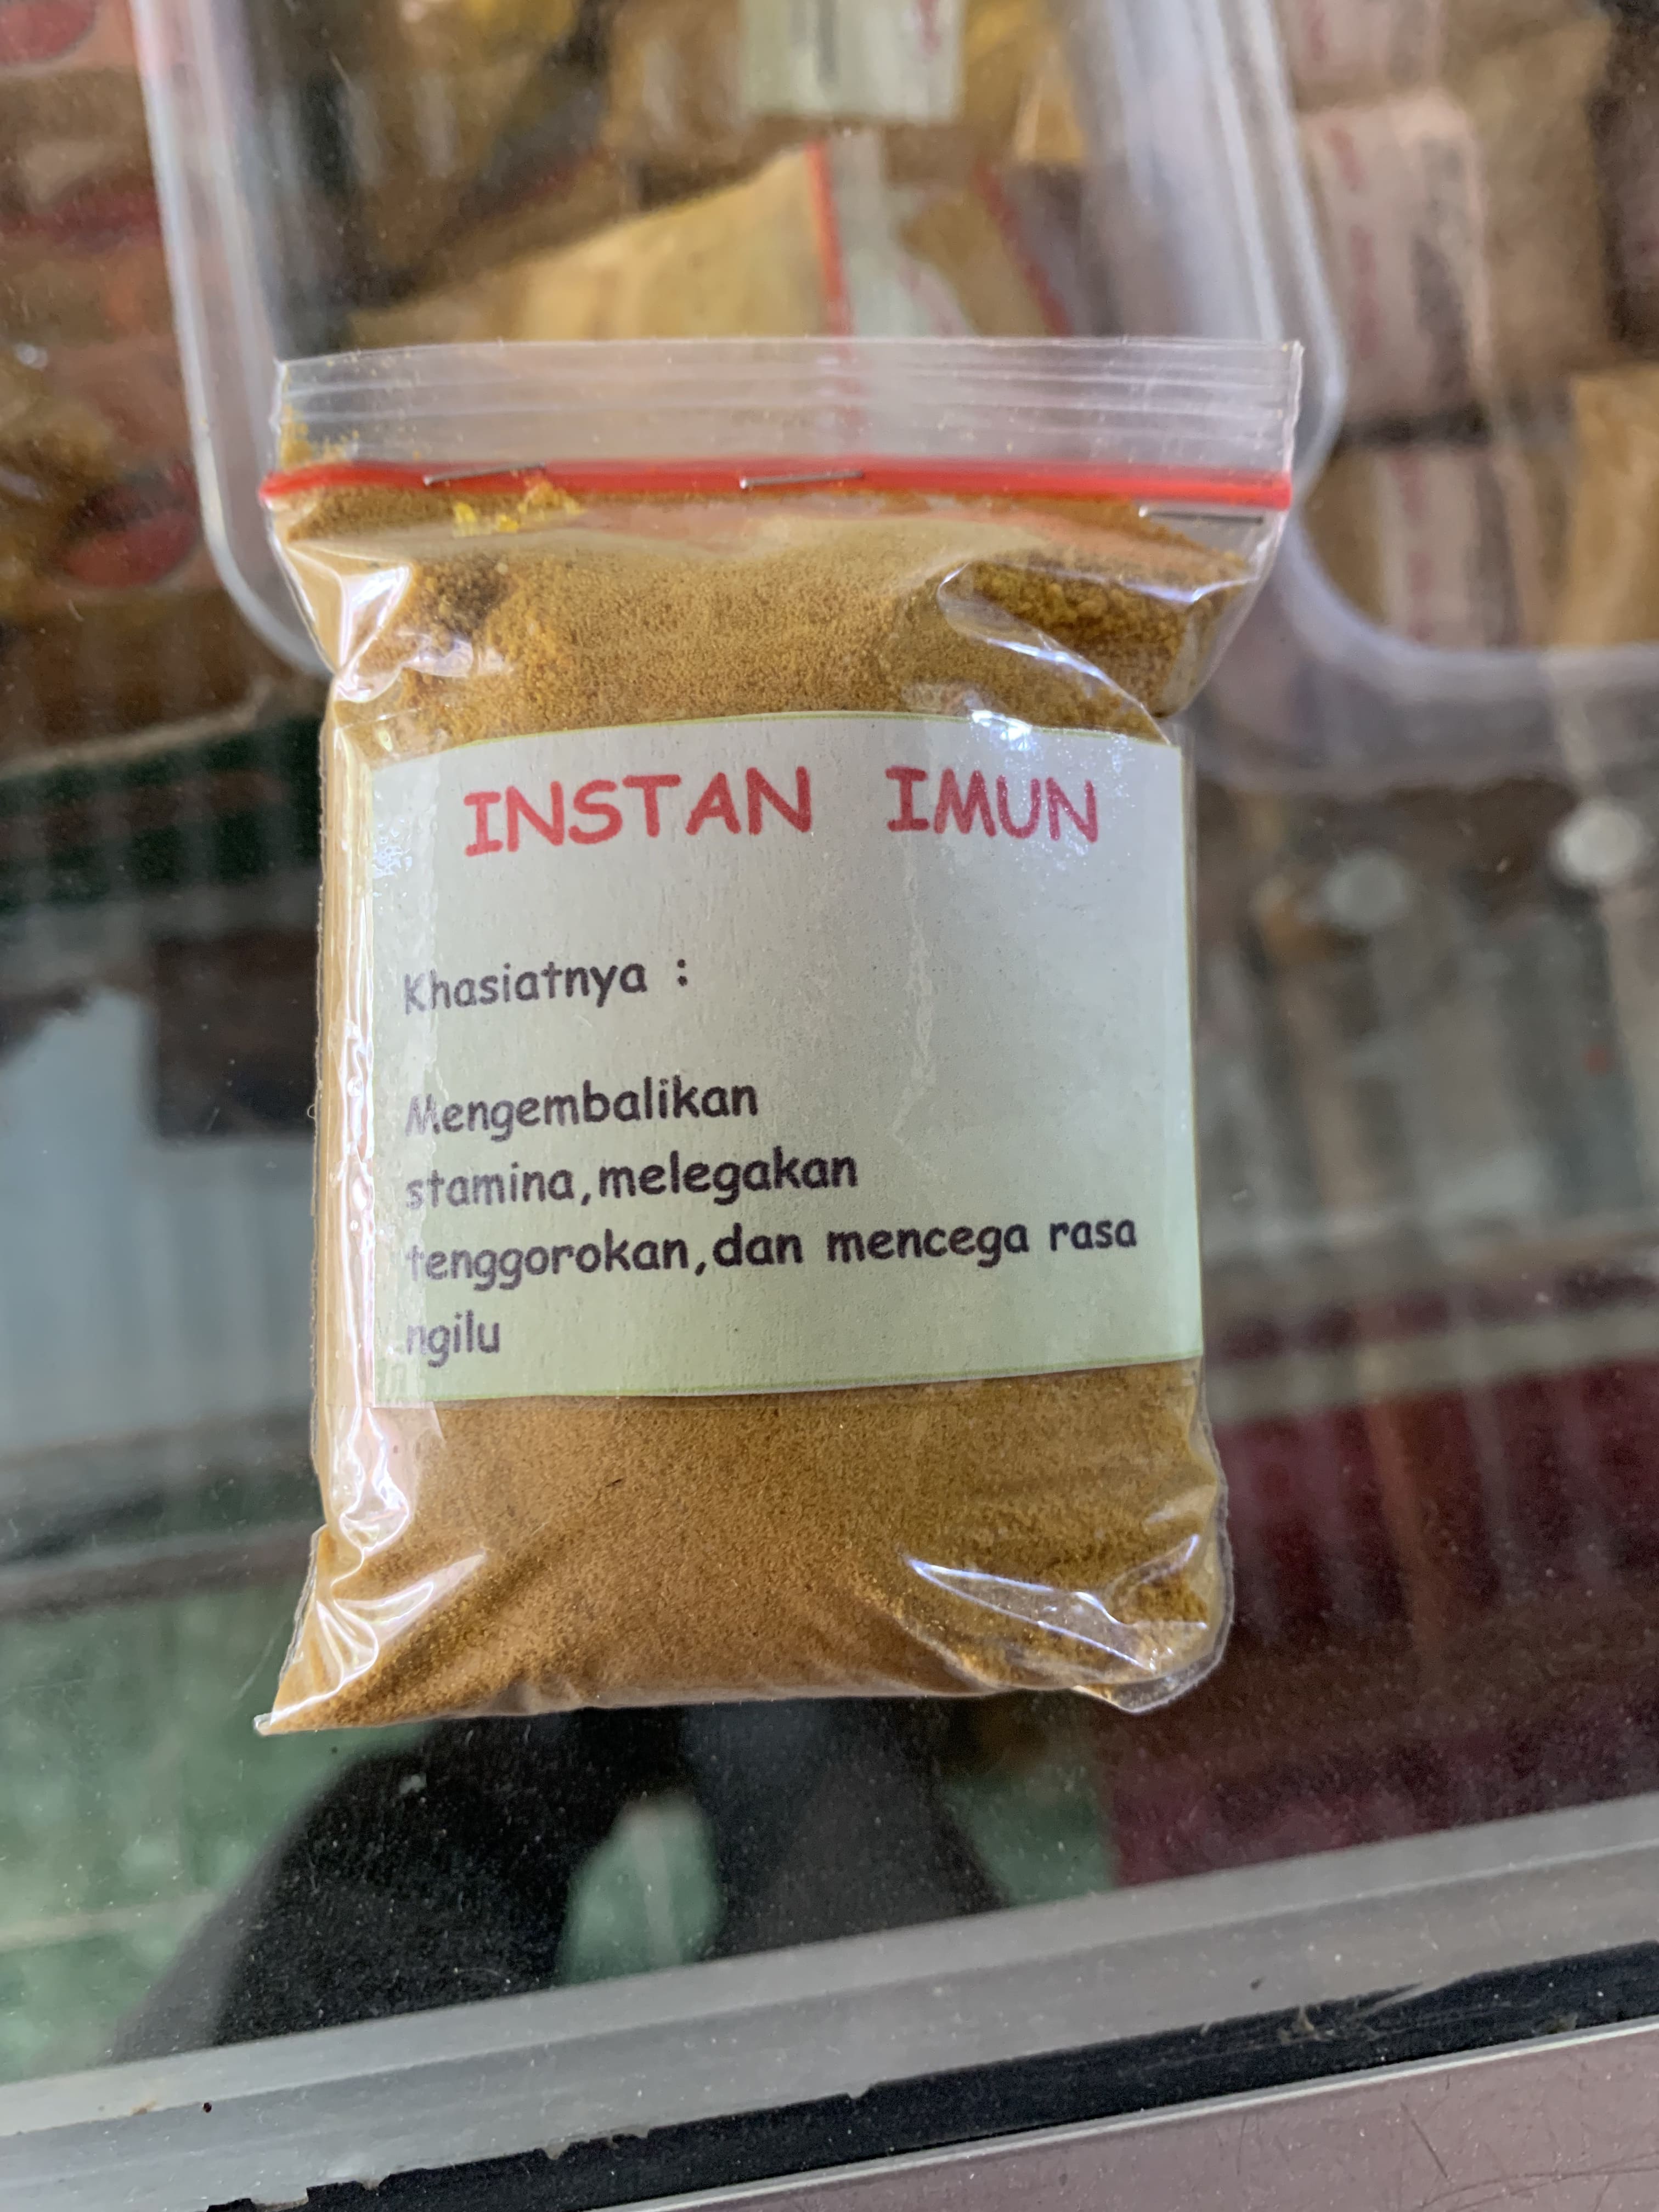 INSTAN IMUN
Khasiatnya :
Mengembalikan
stamina,melegakan
tenggorokan,dan mencega rasa
ngilu